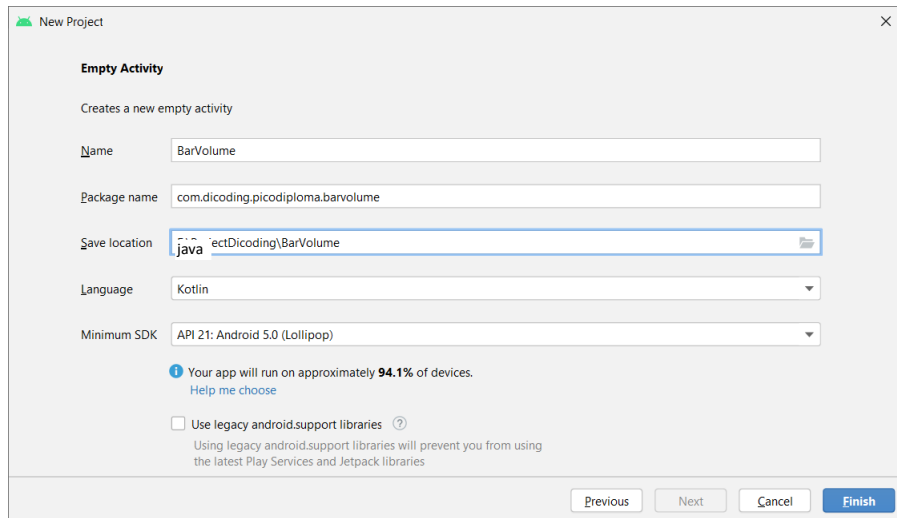 New Project
Empty Activity
Creates a new empty activity
Name BarVolume
Package name com.dicoding.picodiploma.barvolume
Save location java ectDicoding\BarVolume
Language Kotlin
Minimum SDK API 21: Android 5.0 (Lollipop)
Your app will run on approximately 94.1% of devices.
Help me choose
Use legacy android.support libraries ?
Using legacy android.support libraries will prevent you from using
the latest Play Services and Jetpack libraries
Previous Next Cancel Finish